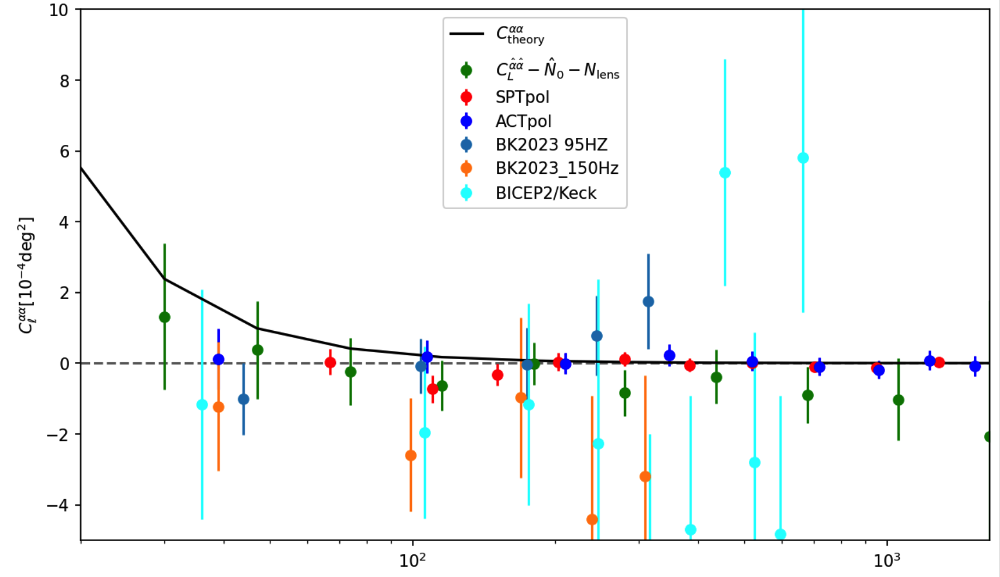 10
8
6
4
2
0
−2
−4
C_ℓ^{αα}[10^{−4}deg^2]
C_theory^{αα}
C_L^{α̂α̂} − N̂_0 − N_lens
SPTpol
ACTpol
BK2023 95HZ
BK2023_150Hz
BICEP2/Keck
10^2
10^3